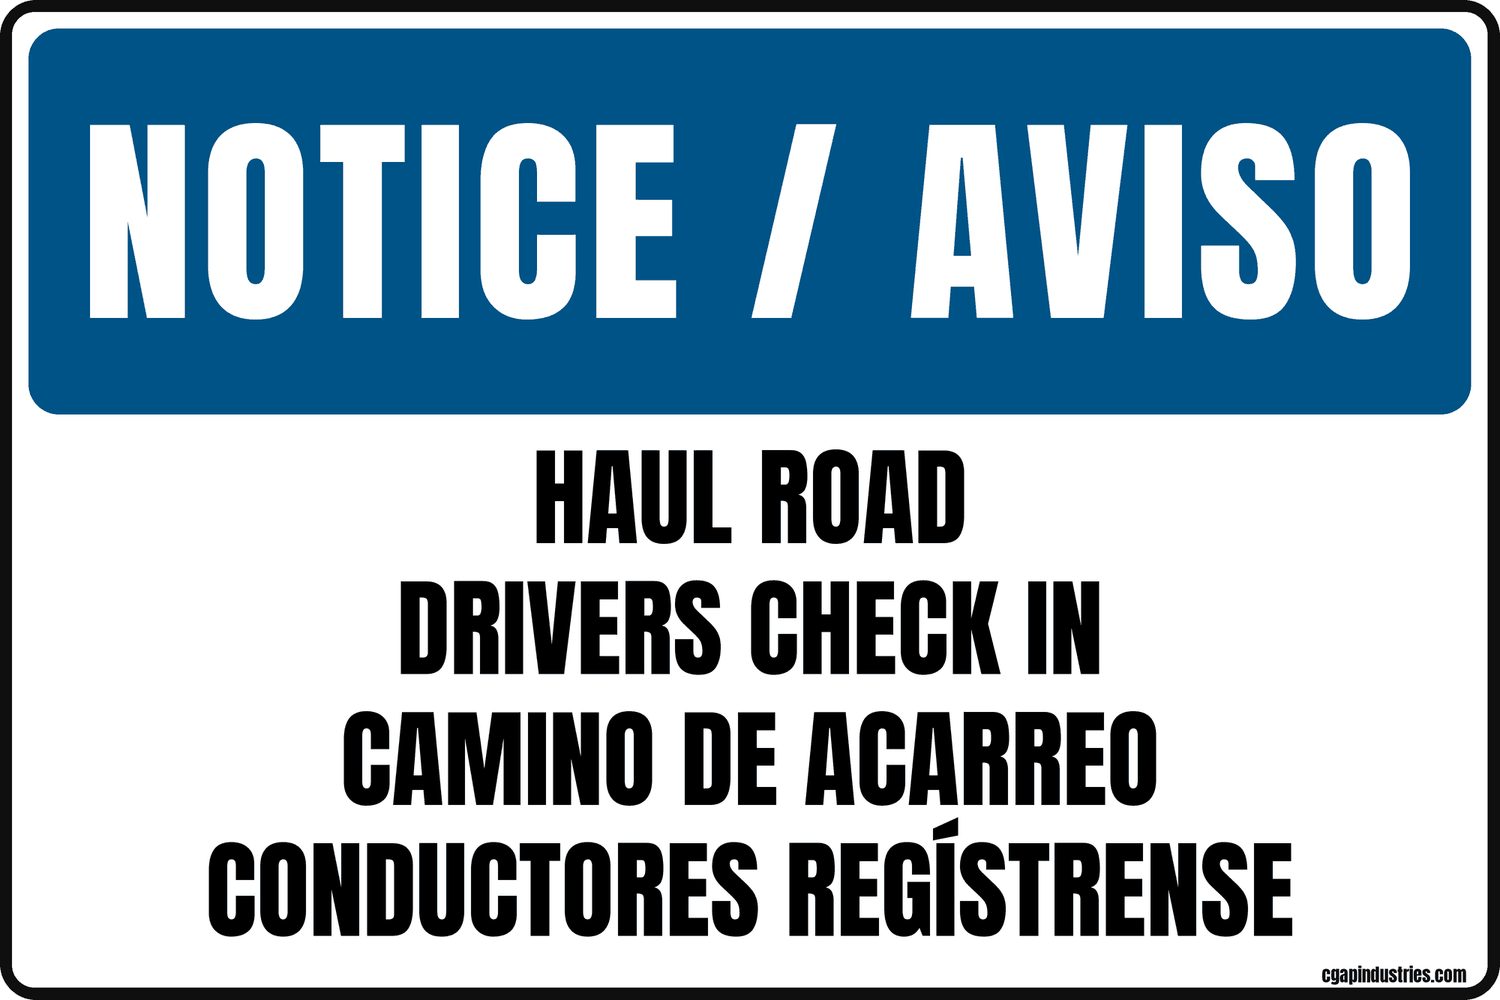 NOTICE / AVISO
HAUL ROAD
DRIVERS CHECK IN
CAMINO DE ACARREO
CONDUCTORES REGÍSTRENSE
cgapindustries.com